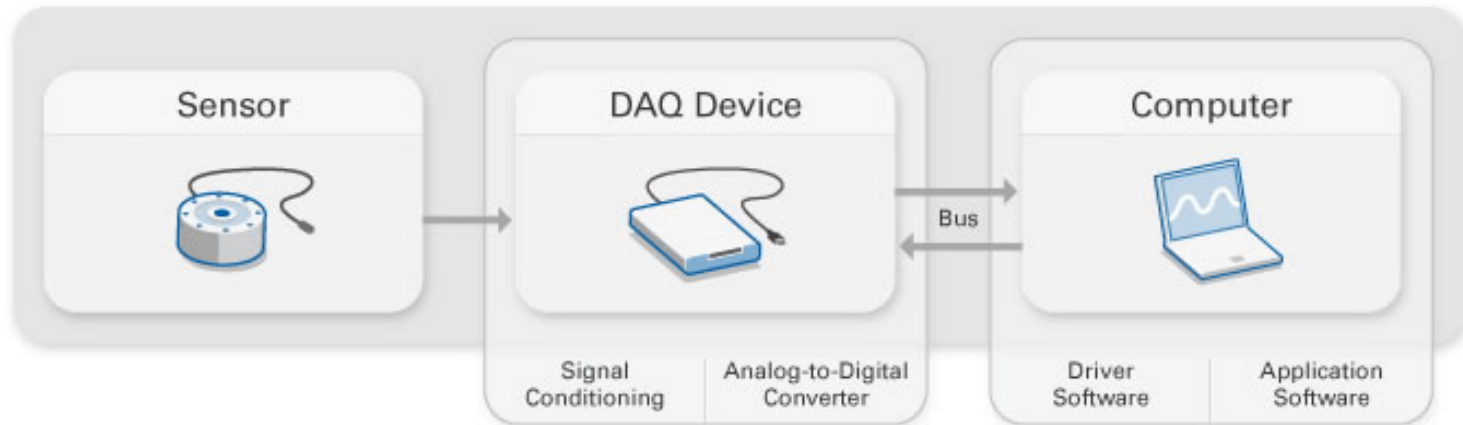 Sensor
DAQ Device
Computer
Bus
Signal
Conditioning
Analog-to-Digital
Converter
Driver
Software
Application
Software